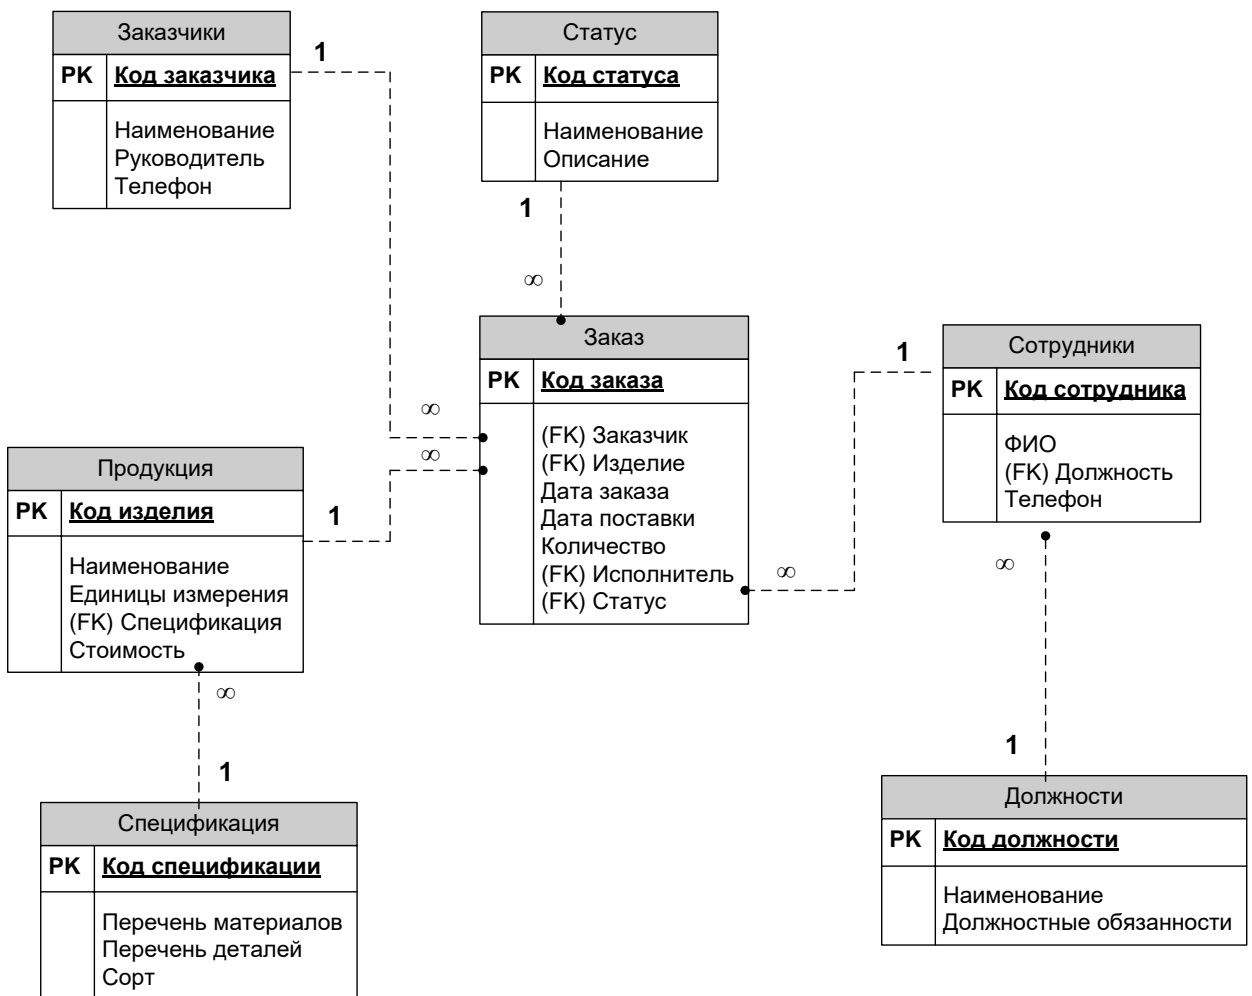 Заказчики
PK Код заказчика
Наименование
Руководитель
Телефон
1
Статус
PK Код статуса
Наименование
Описание
1
∞
Заказ
PK Код заказа
(FK) Заказчик
(FK) Изделие
Дата заказа
Дата поставки
Количество
(FK) Исполнитель
(FK) Статус
∞
∞
∞
1
Сотрудники
PK Код сотрудника
ФИО
(FK) Должность
Телефон
∞
1
Продукция
PK Код изделия
Наименование
Единицы измерения
(FK) Спецификация
Стоимость
1
∞
1
Спецификация
PK Код спецификации
Перечень материалов
Перечень деталей
Сорт
Должности
PK Код должности
Наименование
Должностные обязанности